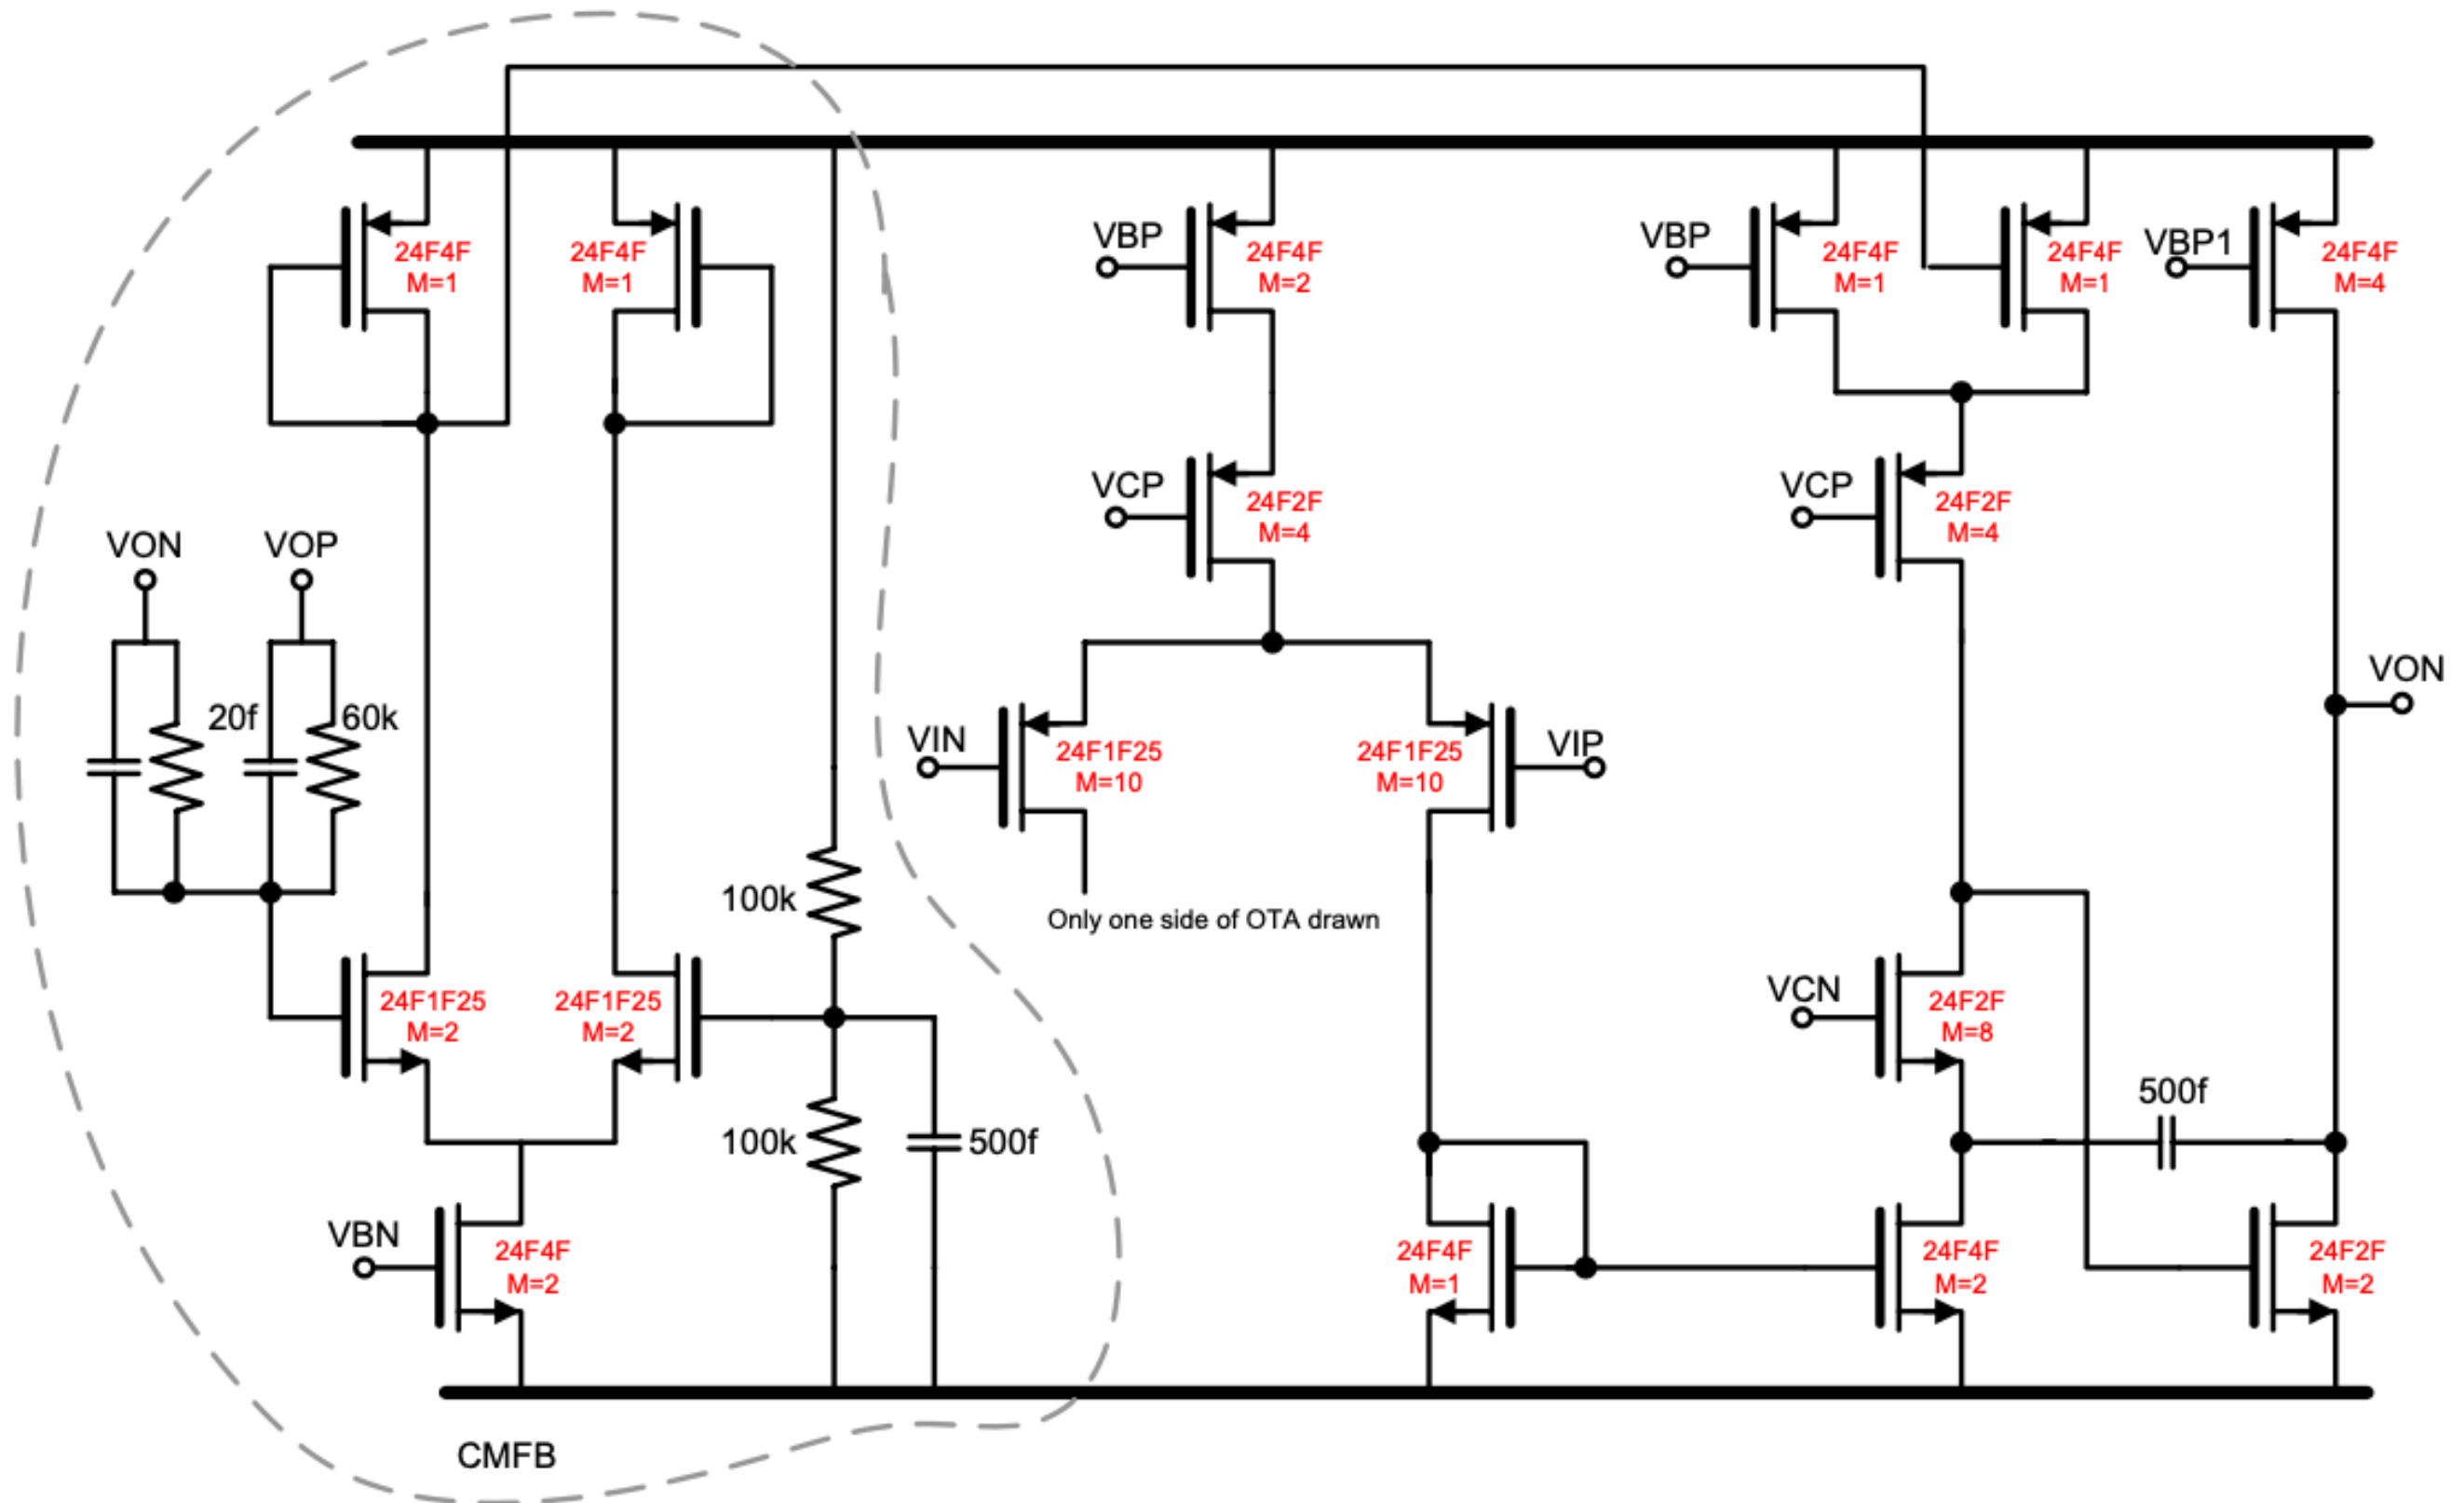 24F4F
M=1
24F4F
M=1
VBP
24F4F
M=2
VBP
24F4F
M=1
24F4F
M=1
VBP1
24F4F
M=4
VCP
24F2F
M=4
VCP
24F2F
M=4
VON
VOP
20f
60k
VIN
24F1F25
M=10
24F1F25
M=10
VIP
VON
100k
Only one side of OTA drawn
24F1F25
M=2
24F1F25
M=2
VCN
24F2F
M=8
100k
500f
500f
VBN
24F4F
M=2
24F4F
M=1
24F4F
M=2
24F2F
M=2
CMFB